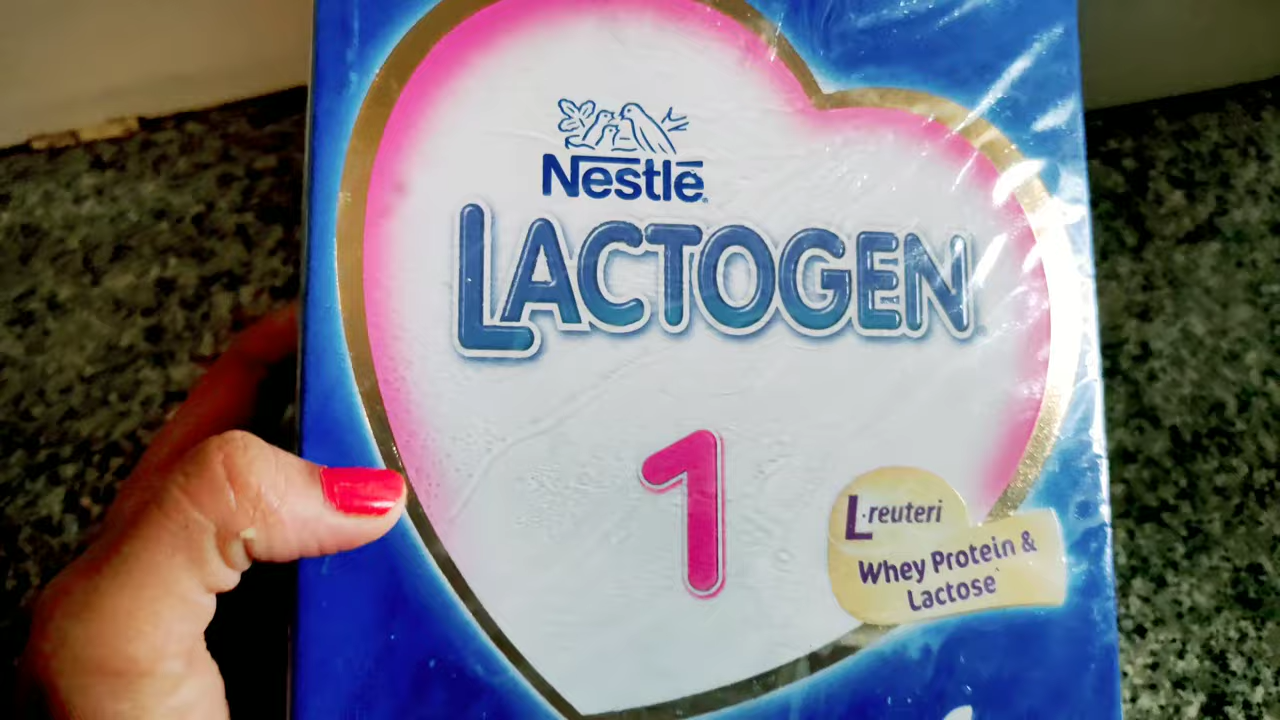 Nestlé
LACTOGEN
1
L·reuteri
Whey Protein &
Lactose